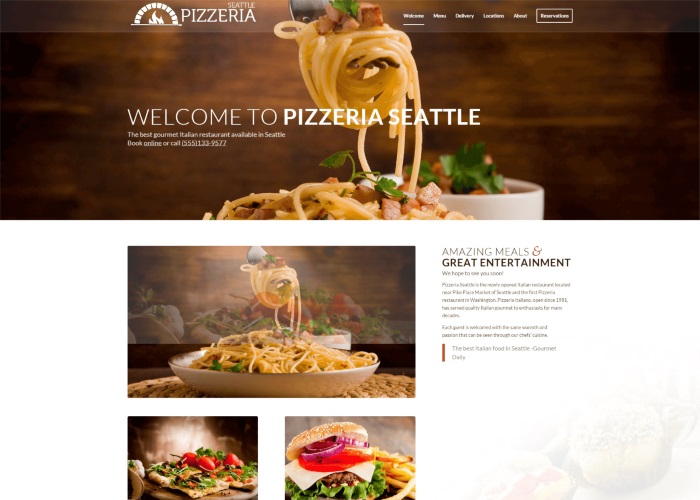 SEATTLE
PIZZERIA
Welcome Menu Delivery Locations About Reservations
WELCOME TO PIZZERIA SEATTLE
The best gourmet Italian restaurant available in Seattle
Book online or call (555)133-9577
AMAZING MEALS &
GREAT ENTERTAINMENT
We hope to see you soon!
Pizzeria Seattle is the newly opened Italian restaurant located
near Pike Place Market of Seattle and the first Pizzeria
restaurant in Washington. Pizzeria Italiano, open since 1981,
has served quality Italian gourmet to enthusiasts for many
decades.
Each guest is welcomed with the same warmth and
passion that can be seen through our chefs' cuisine.
The best Italian food in Seattle -Gourmet
Daily